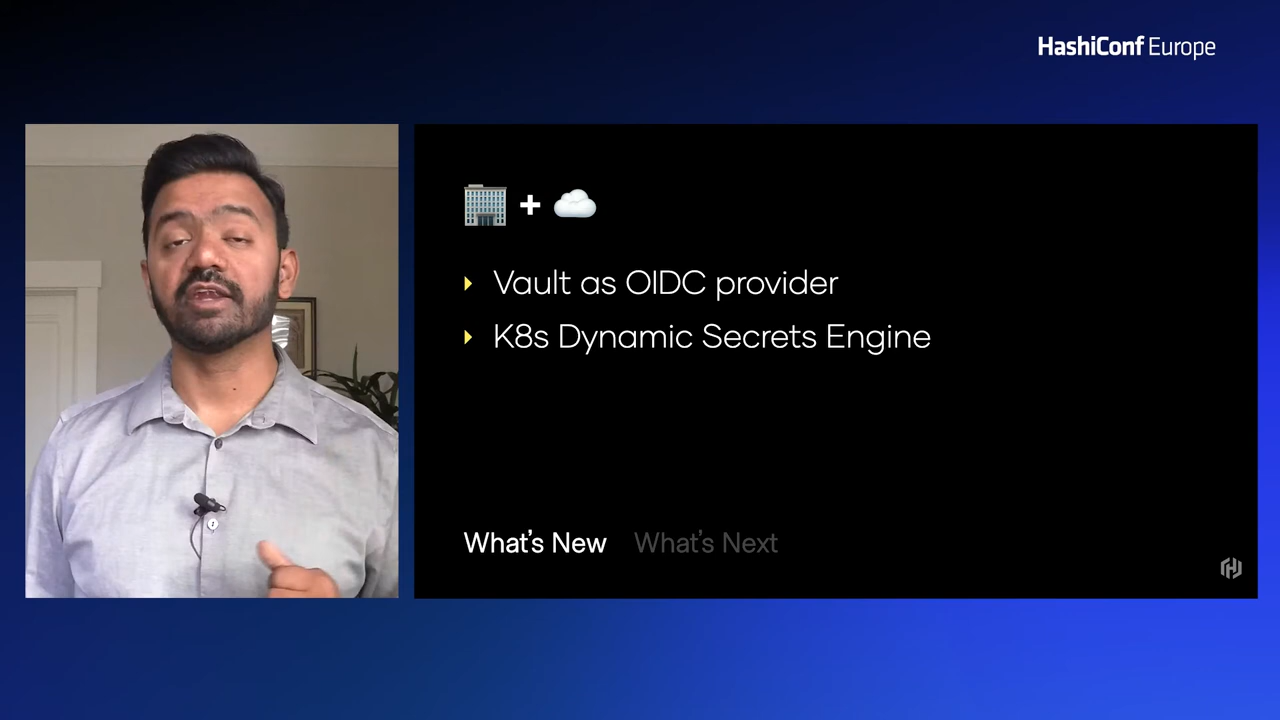 HashiConf Europe
Vault as OIDC provider
K8s Dynamic Secrets Engine
What's New What's Next